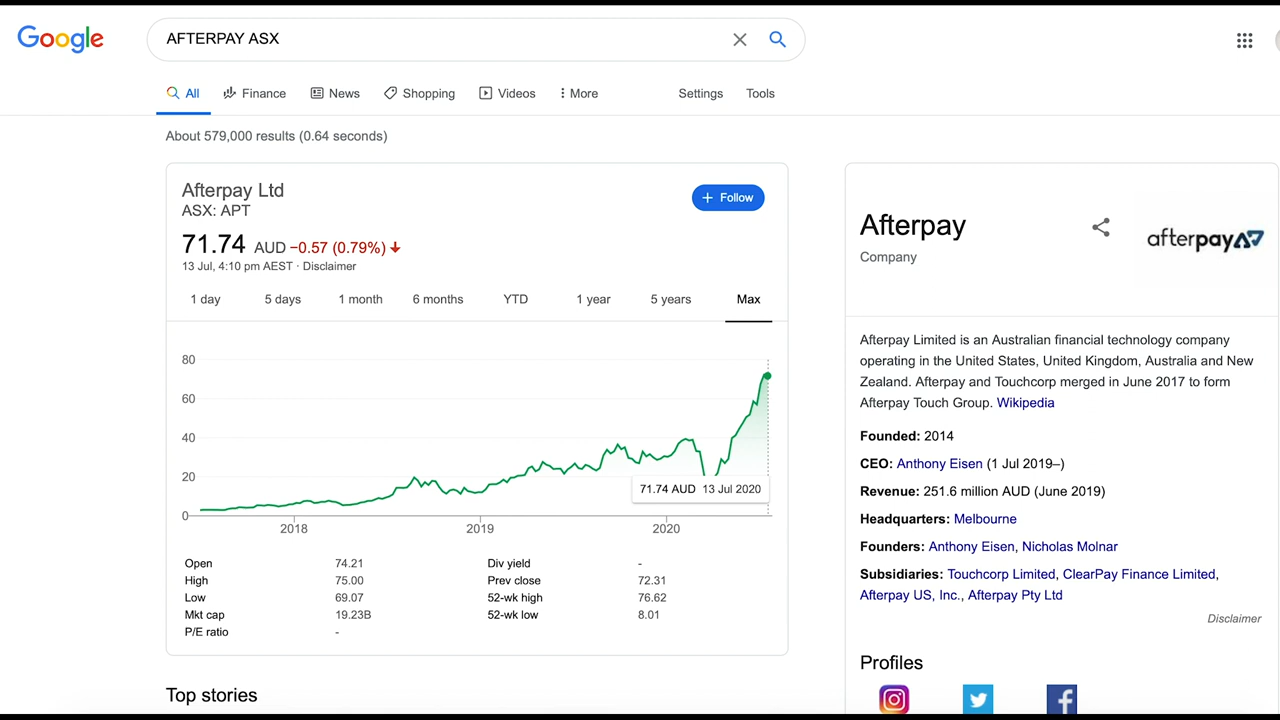 Google
AFTERPAY ASX
All Finance News Shopping Videos More Settings Tools
About 579,000 results (0.64 seconds)
Afterpay Ltd
ASX: APT
+ Follow
71.74 AUD −0.57 (0.79%)
13 Jul, 4:10 pm AEST · Disclaimer
1 day 5 days 1 month 6 months YTD 1 year 5 years Max
80
60
40
20
0
71.74 AUD 13 Jul 2020
2018 2019 2020
Open 74.21 Div yield -
High 75.00 Prev close 72.31
Low 69.07 52-wk high 76.62
Mkt cap 19.23B 52-wk low 8.01
P/E ratio -
Top stories
Afterpay
Company
afterpay
Afterpay Limited is an Australian financial technology company
operating in the United States, United Kingdom, Australia and New
Zealand. Afterpay and Touchcorp merged in June 2017 to form
Afterpay Touch Group. Wikipedia
Founded: 2014
CEO: Anthony Eisen (1 Jul 2019–)
Revenue: 251.6 million AUD (June 2019)
Headquarters: Melbourne
Founders: Anthony Eisen, Nicholas Molnar
Subsidiaries: Touchcorp Limited, ClearPay Finance Limited,
Afterpay US, Inc., Afterpay Pty Ltd
Disclaimer
Profiles